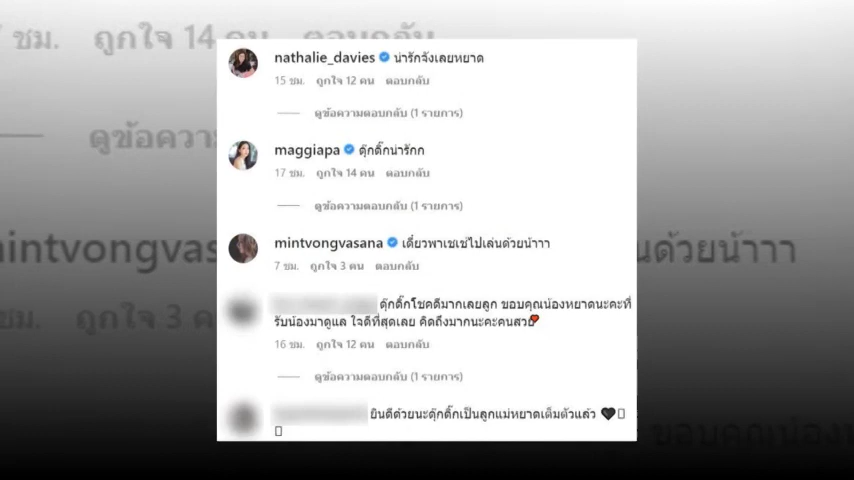 nathalie_davies น่ารักจังเลยหยาด
15 ชม. ถูกใจ 12 คน ตอบกลับ
ดูข้อความตอบกลับ (1 รายการ)
maggiapa ตุ๊กติ๊กน่ารักก
17 ชม. ถูกใจ 14 คน ตอบกลับ
ดูข้อความตอบกลับ (1 รายการ)
mintvongvasana เดี่ยวพาเชเช่ไปเล่นด้วยน้าาา
7 ชม. ถูกใจ 3 คน ตอบกลับ
ตุ๊กติ๊กโชคดีมากเลยลูก ขอบคุณน้องหยาดนะคะที่
รับน้องมาดูแล ใจดีที่สุดเลย คิดถึงมากนะคะคนสวย
16 ชม. ถูกใจ 12 คน ตอบกลับ
ดูข้อความตอบกลับ (1 รายการ)
ยินดีด้วยนะตุ๊กติ๊กเป็นลูกแม่หยาดเต็มตัวแล้ว 🖤